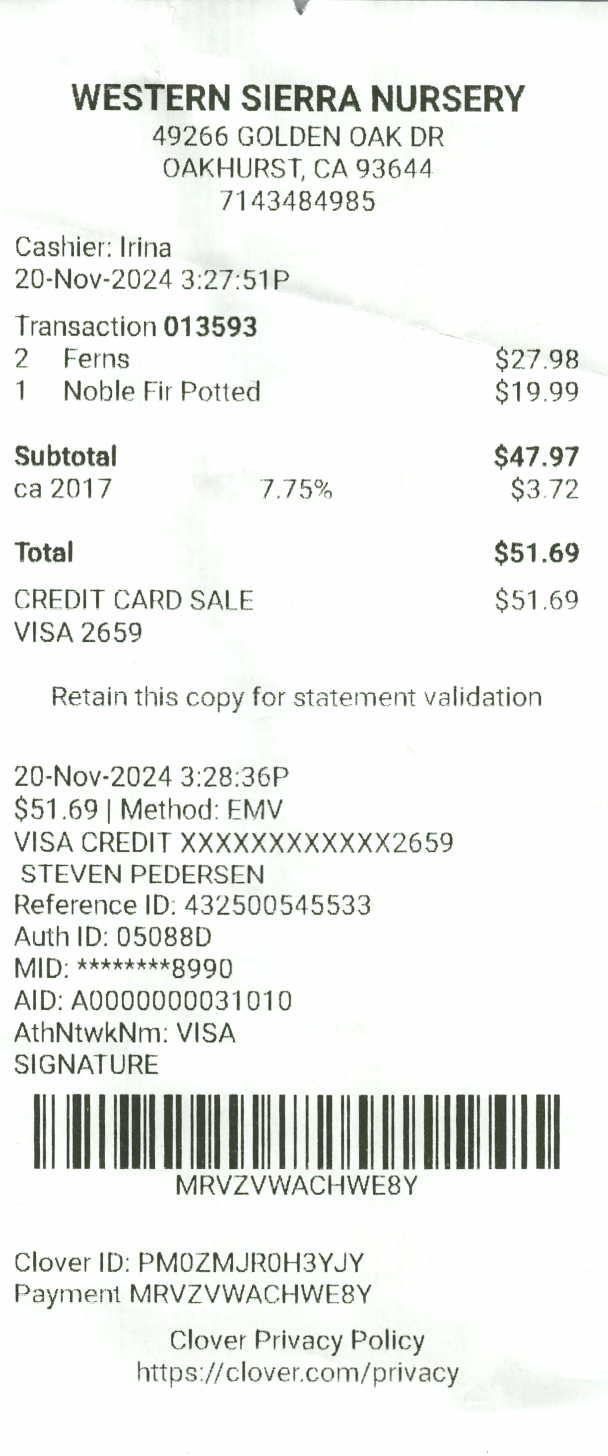 WESTERN SIERRA NURSERY
49266 GOLDEN OAK DR
OAKHURST, CA 93644
7143484985
Cashier: Irina
20-Nov-2024 3:27:51P
Transaction 013593
2 Ferns $27.98
1 Noble Fir Potted $19.99
Subtotal $47.97
ca 2017 7.75% $3.72
Total $51.69
CREDIT CARD SALE $51.69
VISA 2659
Retain this copy for statement validation
20-Nov-2024 3:28:36P
$51.69 | Method: EMV
VISA CREDIT XXXXXXXXXXXX2659
STEVEN PEDERSEN
Reference ID: 432500545533
Auth ID: 05088D
MID: ********8990
AID: A0000000031010
AthNtwkNm: VISA
SIGNATURE
MRVZVWACHWE8Y
Clover ID: PM0ZMJR0H3YJY
Payment MRVZVWACHWE8Y
Clover Privacy Policy
https://clover.com/privacy